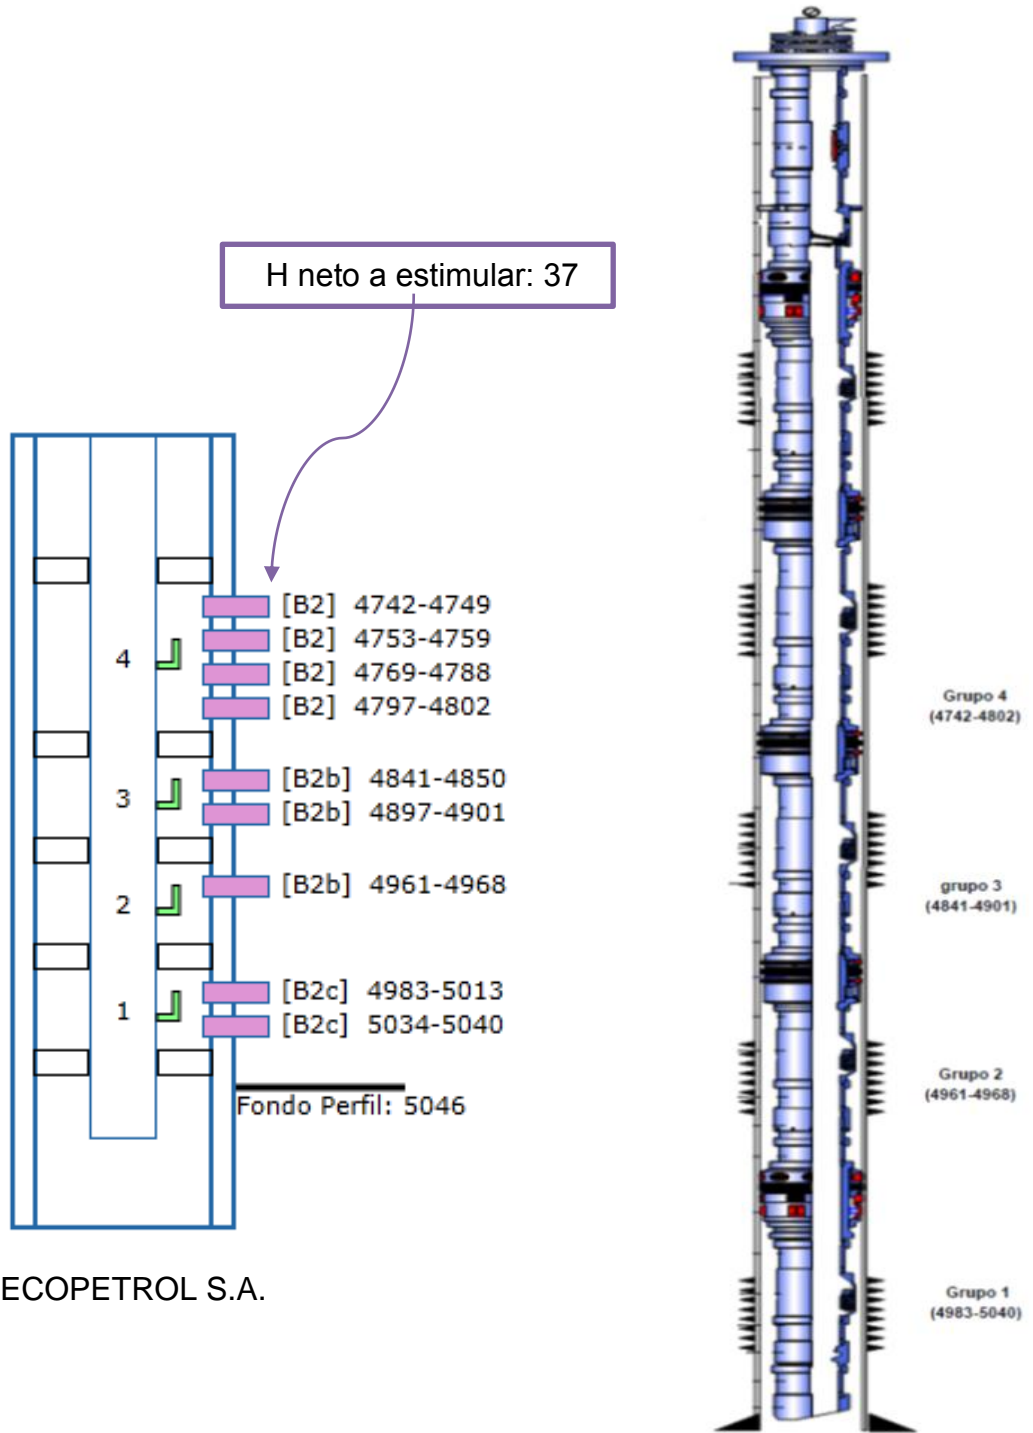 H neto a estimular: 37
[B2] 4742-4749
[B2] 4753-4759
4
[B2] 4769-4788
[B2] 4797-4802
[B2b] 4841-4850
3
[B2b] 4897-4901
[B2b] 4961-4968
2
[B2c] 4983-5013
1
[B2c] 5034-5040
Fondo Perfil: 5046
ECOPETROL S.A.
Grupo 4
(4742-4802)
grupo 3
(4841-4901)
Grupo 2
(4961-4968)
Grupo 1
(4983-5040)